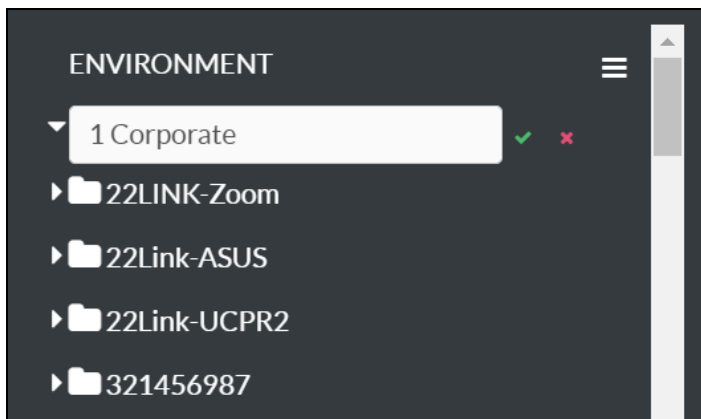 ENVIRONMENT
1 Corporate
22LINK-Zoom
22Link-ASUS
22Link-UCPR2
321456987